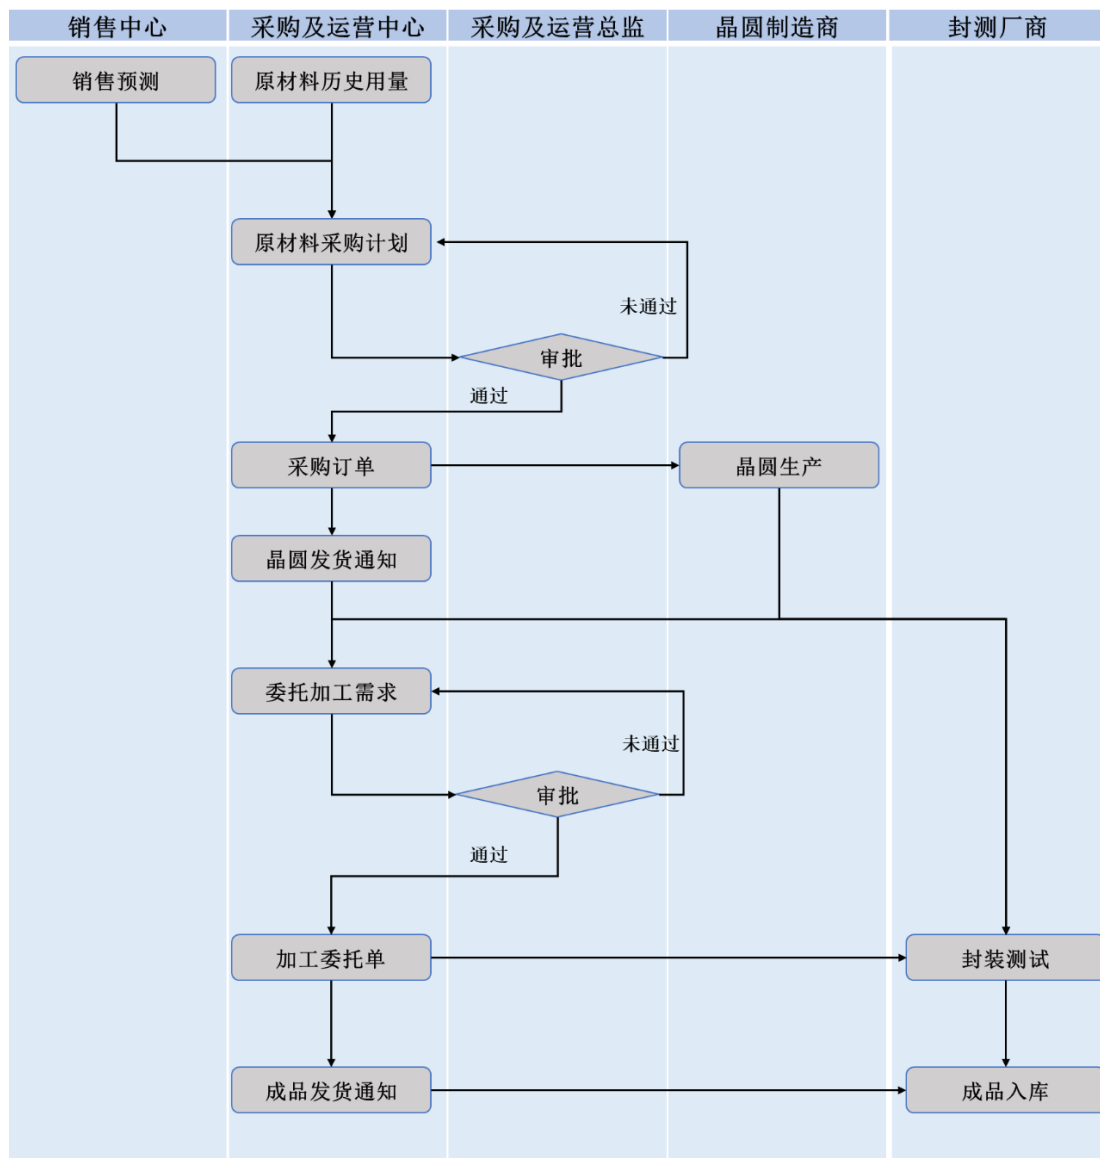 销售中心 采购及运营中心 采购及运营总监 晶圆制造商 封测厂商
销售预测 原材料历史用量
原材料采购计划
未通过
审批
通过
采购订单 晶圆生产
晶圆发货通知
委托加工需求
未通过
审批
通过
加工委托单 封装测试
成品发货通知 成品入库